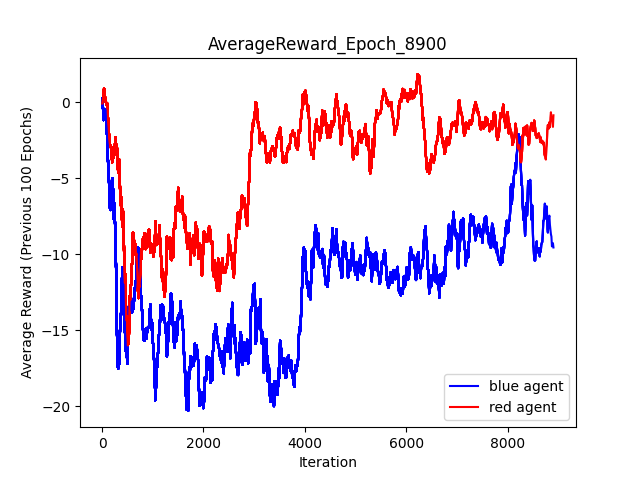 AverageReward_Epoch_8900
Average Reward (Previous 100 Epochs)
0
−5
−10
−15
−20
0 2000 4000 6000 8000
Iteration
blue agent
red agent